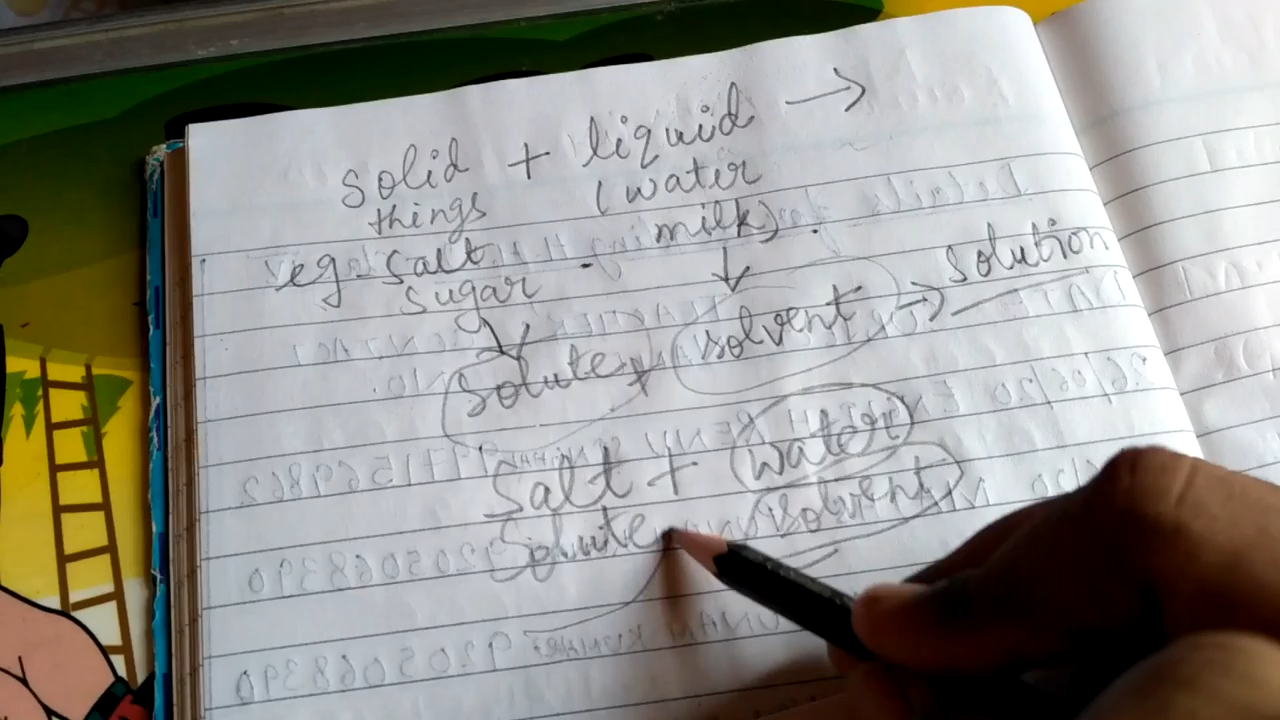 solid + liquid →
things (water
eg - salt milk).
sugar
solute + solvent → solution
Salt + water
Solute solvent